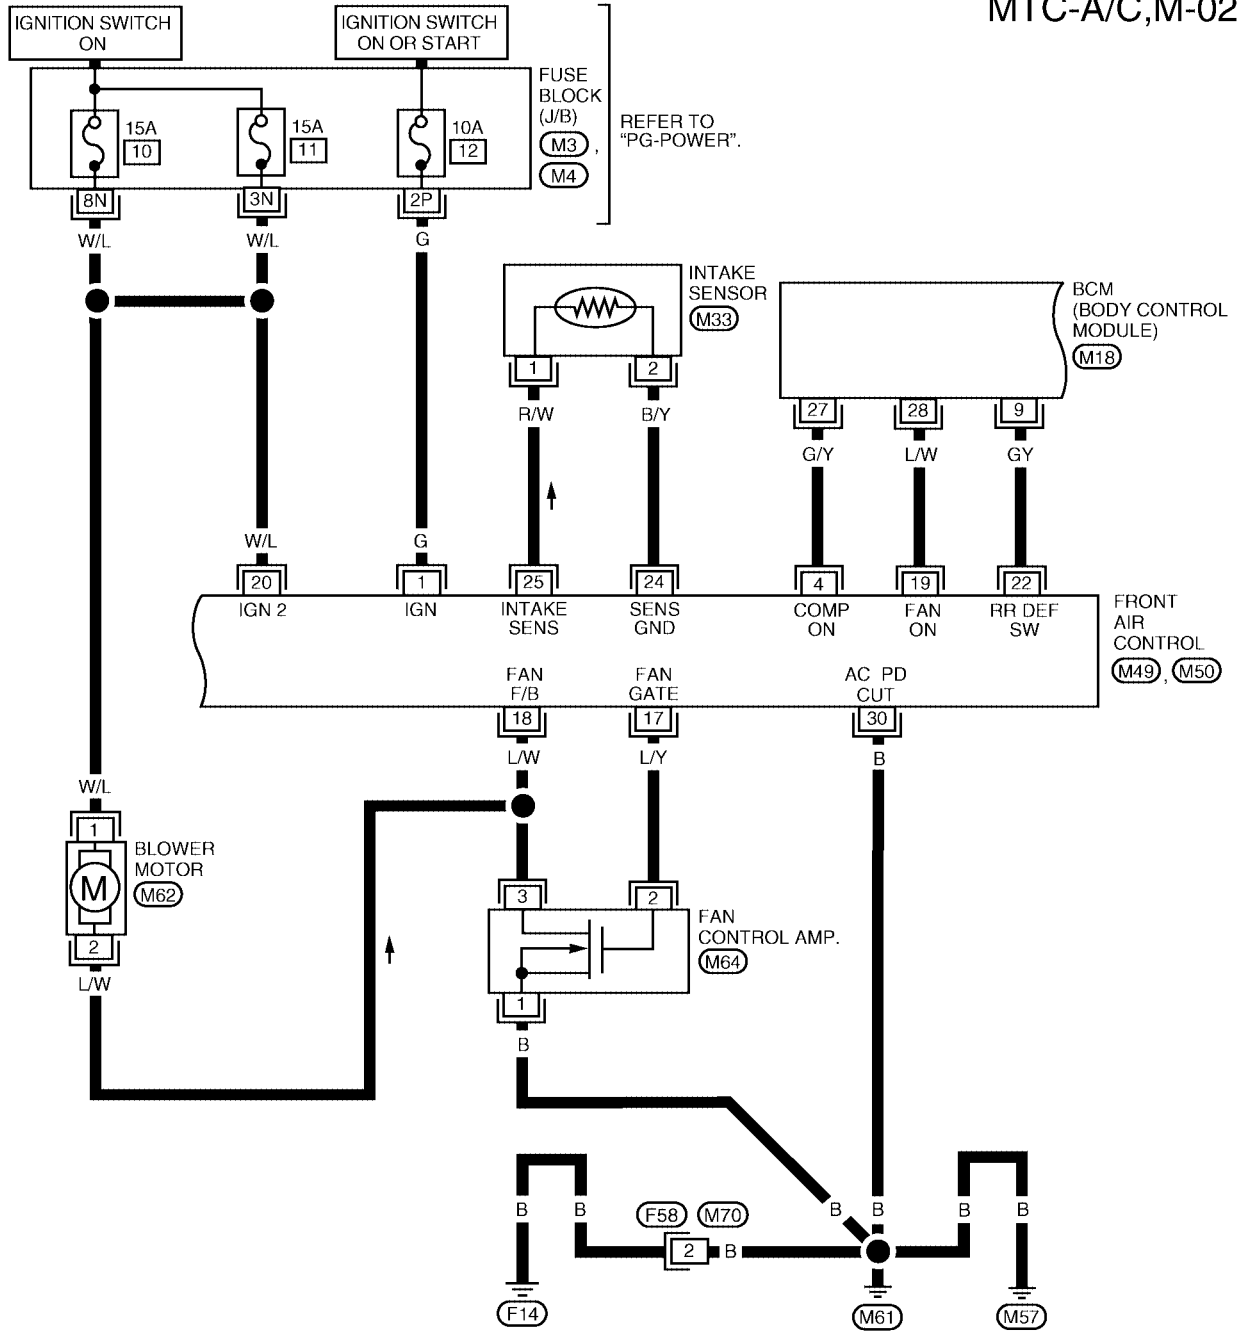 MTC-A/C,M-02
IGNITION SWITCH
ON
IGNITION SWITCH
ON OR START
FUSE
BLOCK
(J/B)
M3 ,
M4
REFER TO
"PG-POWER".
15A
10
15A
11
10A
12
8N
3N
2P
W/L
W/L
G
INTAKE
SENSOR
M33
BCM
(BODY CONTROL
MODULE)
M18
1
2
27
28
9
R/W
B/Y
G/Y
L/W
GY
W/L
G
20
1
25
24
4
19
22
IGN 2
IGN
INTAKE
SENS
SENS
GND
COMP
ON
FAN
ON
RR DEF
SW
FRONT
AIR
CONTROL
M49 , M50
FAN
F/B
FAN
GATE
AC PD
CUT
18
17
30
L/W
L/Y
B
W/L
1
BLOWER
MOTOR
M62
M
2
L/W
3
2
FAN
CONTROL AMP.
M64
1
B
B
B
B
B
B
B
F58
M70
2
B
F14
M61
M57